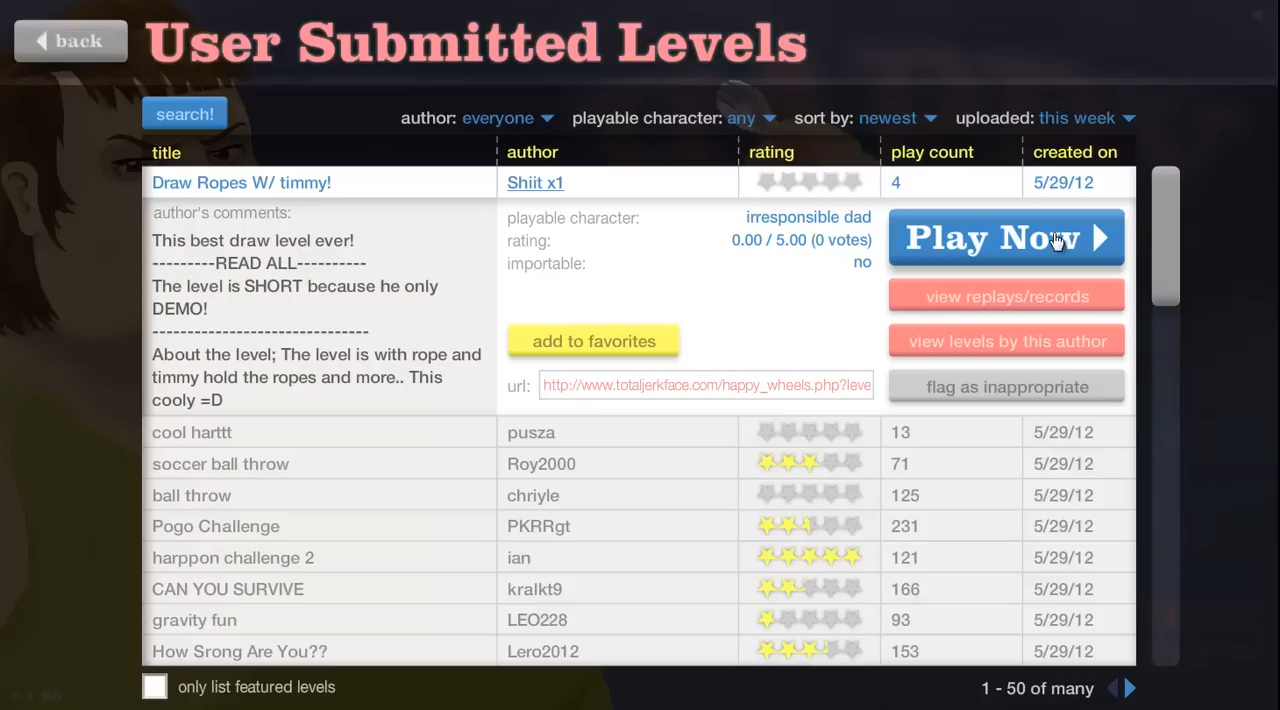 back
User Submitted Levels
search!
author: everyone playable character: any sort by: newest uploaded: this week
title author rating play count created on
Draw Ropes W/ timmy! Shiit x1 4 5/29/12
author's comments:
This best draw level ever!
---------READ ALL----------
The level is SHORT because he only
DEMO!
-------------------------------
About the level; The level is with rope and
timmy hold the ropes and more.. This
cooly =D
playable character: irresponsible dad
rating: 0.00 / 5.00 (0 votes)
importable: no
add to favorites
url: http://www.totaljerkface.com/happy_wheels.php?leve
Play Now
view replays/records
view levels by this author
flag as inappropriate
cool harttt pusza 13 5/29/12
soccer ball throw Roy2000 71 5/29/12
ball throw chriyle 125 5/29/12
Pogo Challenge PKRRgt 231 5/29/12
harppon challenge 2 ian 121 5/29/12
CAN YOU SURVIVE kralkt9 166 5/29/12
gravity fun LEO228 93 5/29/12
How Srong Are You?? Lero2012 153 5/29/12
only list featured levels
1 - 50 of many